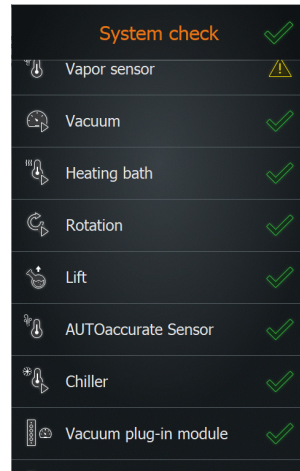 System check
Vapor sensor
Vacuum
Heating bath
Rotation
Lift
AUTOaccurate Sensor
Chiller
Vacuum plug-in module